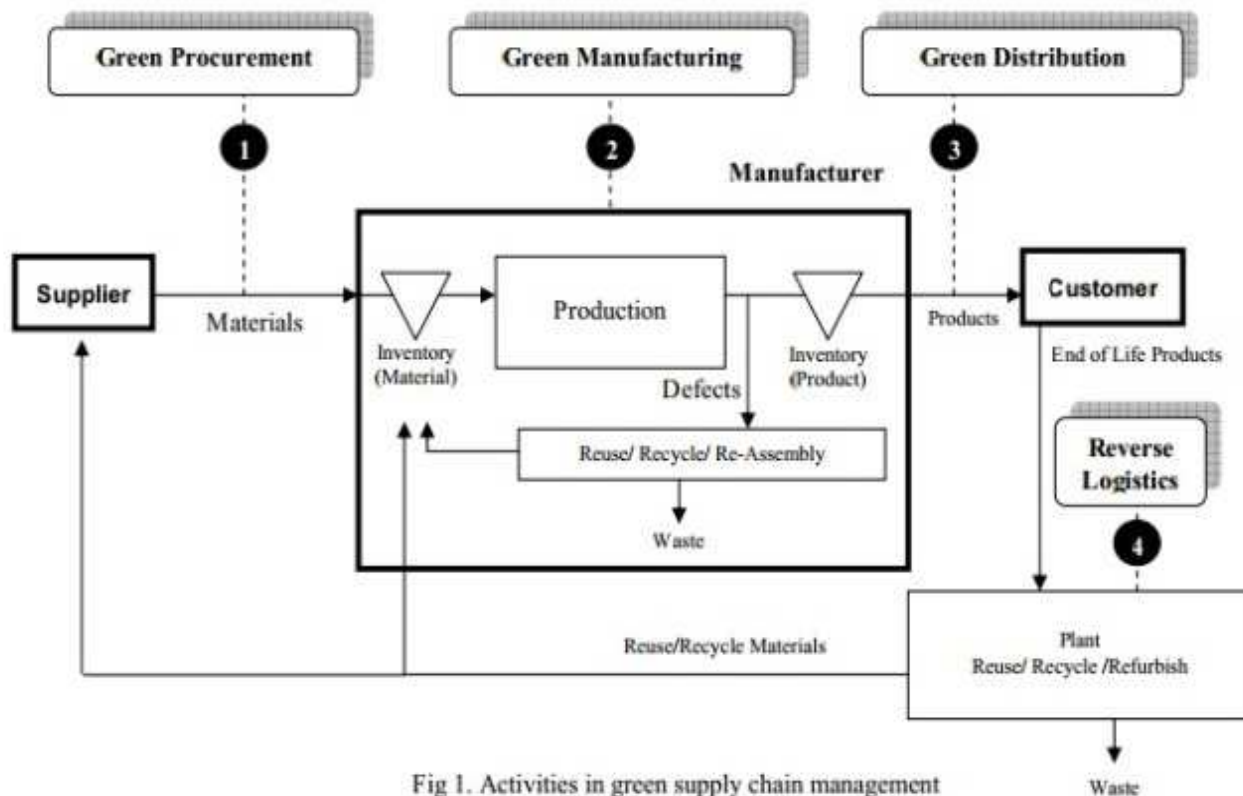 Green Procurement
Green Manufacturing
Green Distribution
1
2
3
Manufacturer
Supplier
Materials
Inventory
(Material)
Production
Defects
Inventory
(Product)
Products
Customer
End of Life Products
Reuse/ Recycle/ Re-Assembly
Waste
Reverse
Logistics
4
Reuse/Recycle Materials
Plant
Reuse/ Recycle /Refurbish
Waste
Fig 1. Activities in green supply chain management